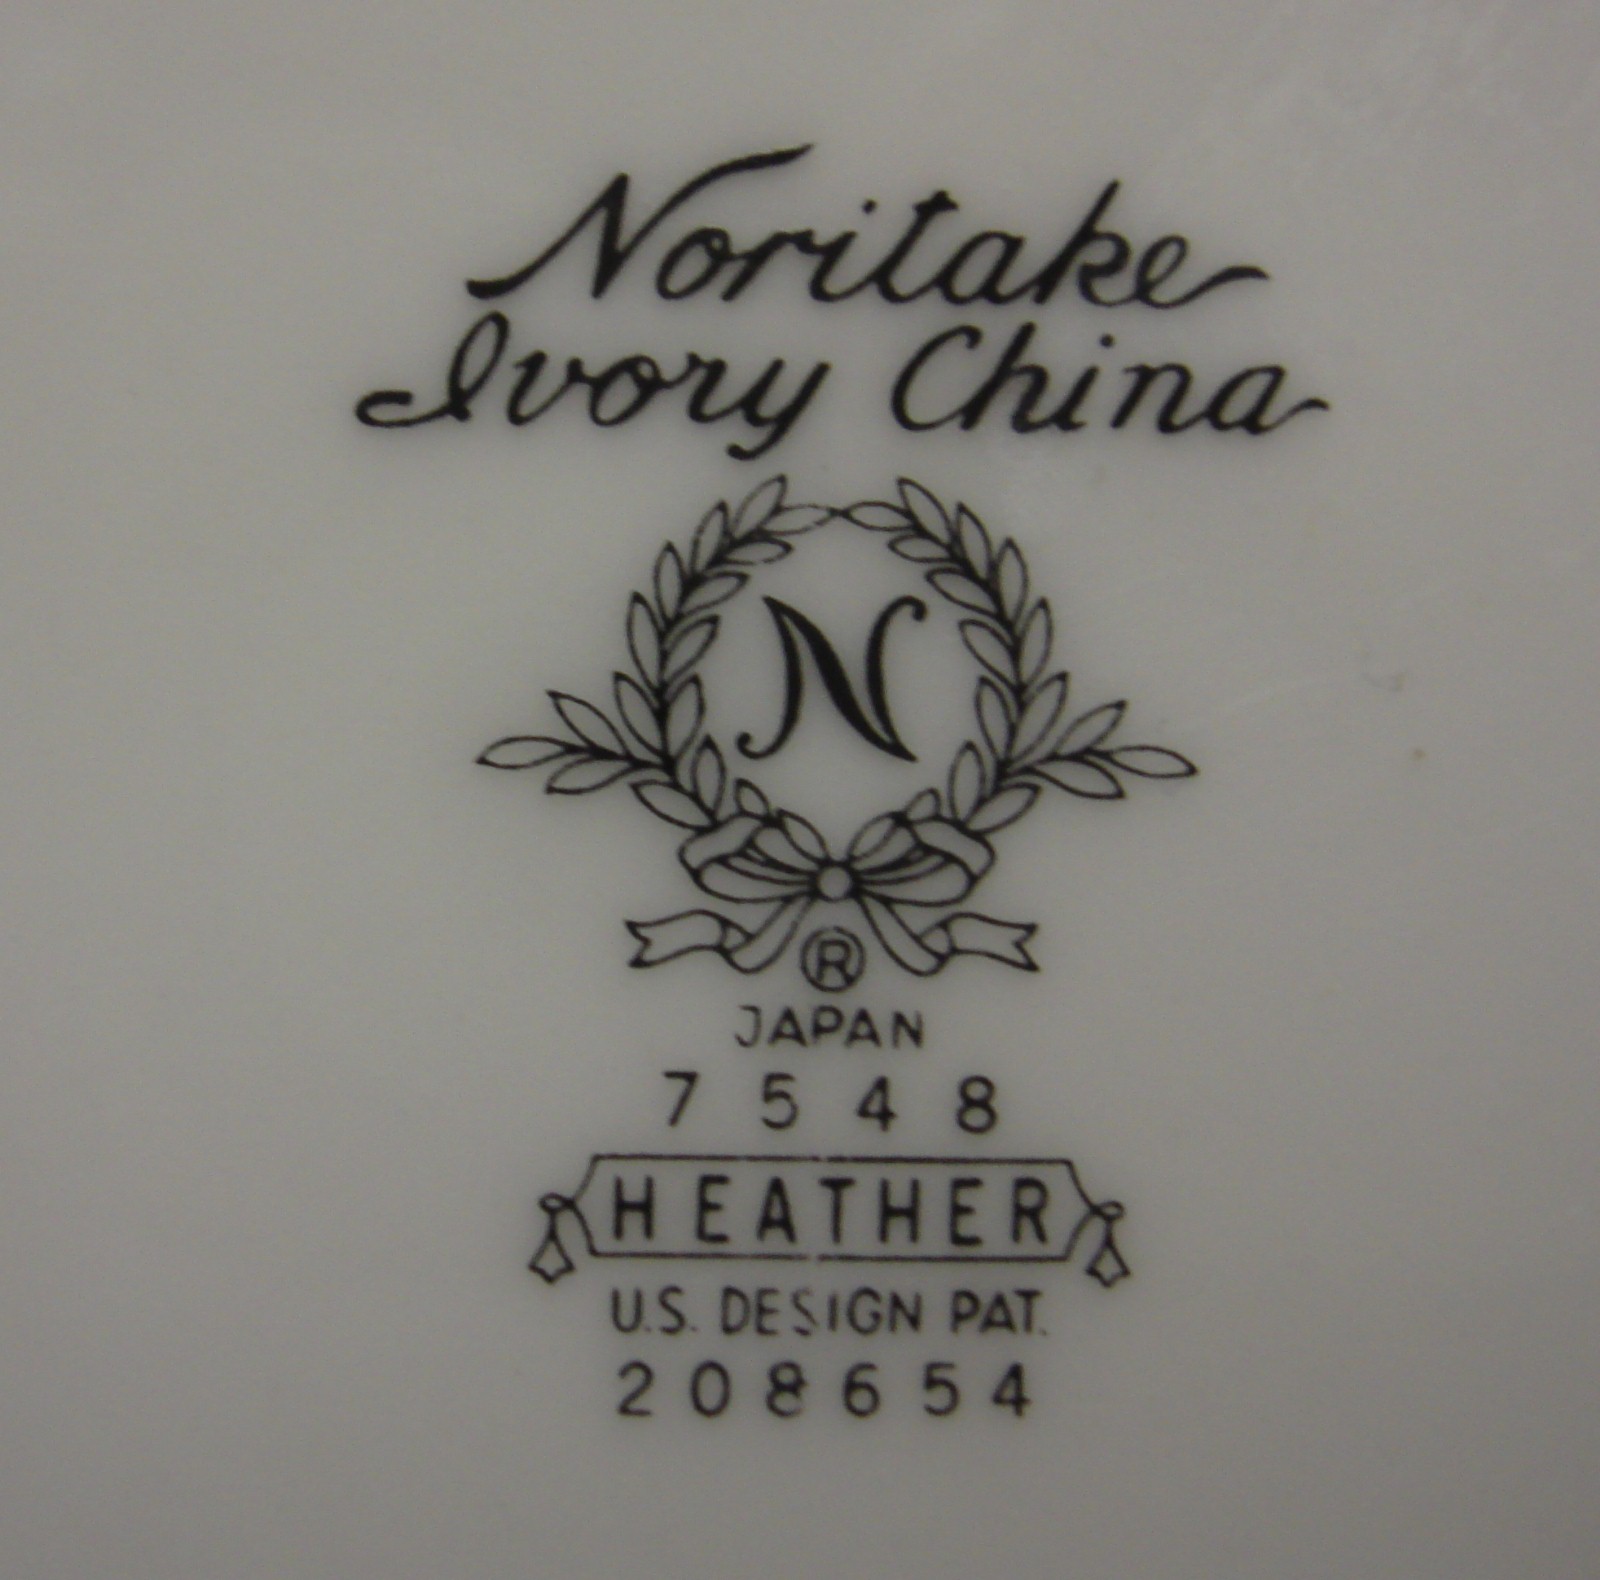 Noritake
Ivory China
N
®
JAPAN
7548
HEATHER
U.S. DESIGN PAT.
208654